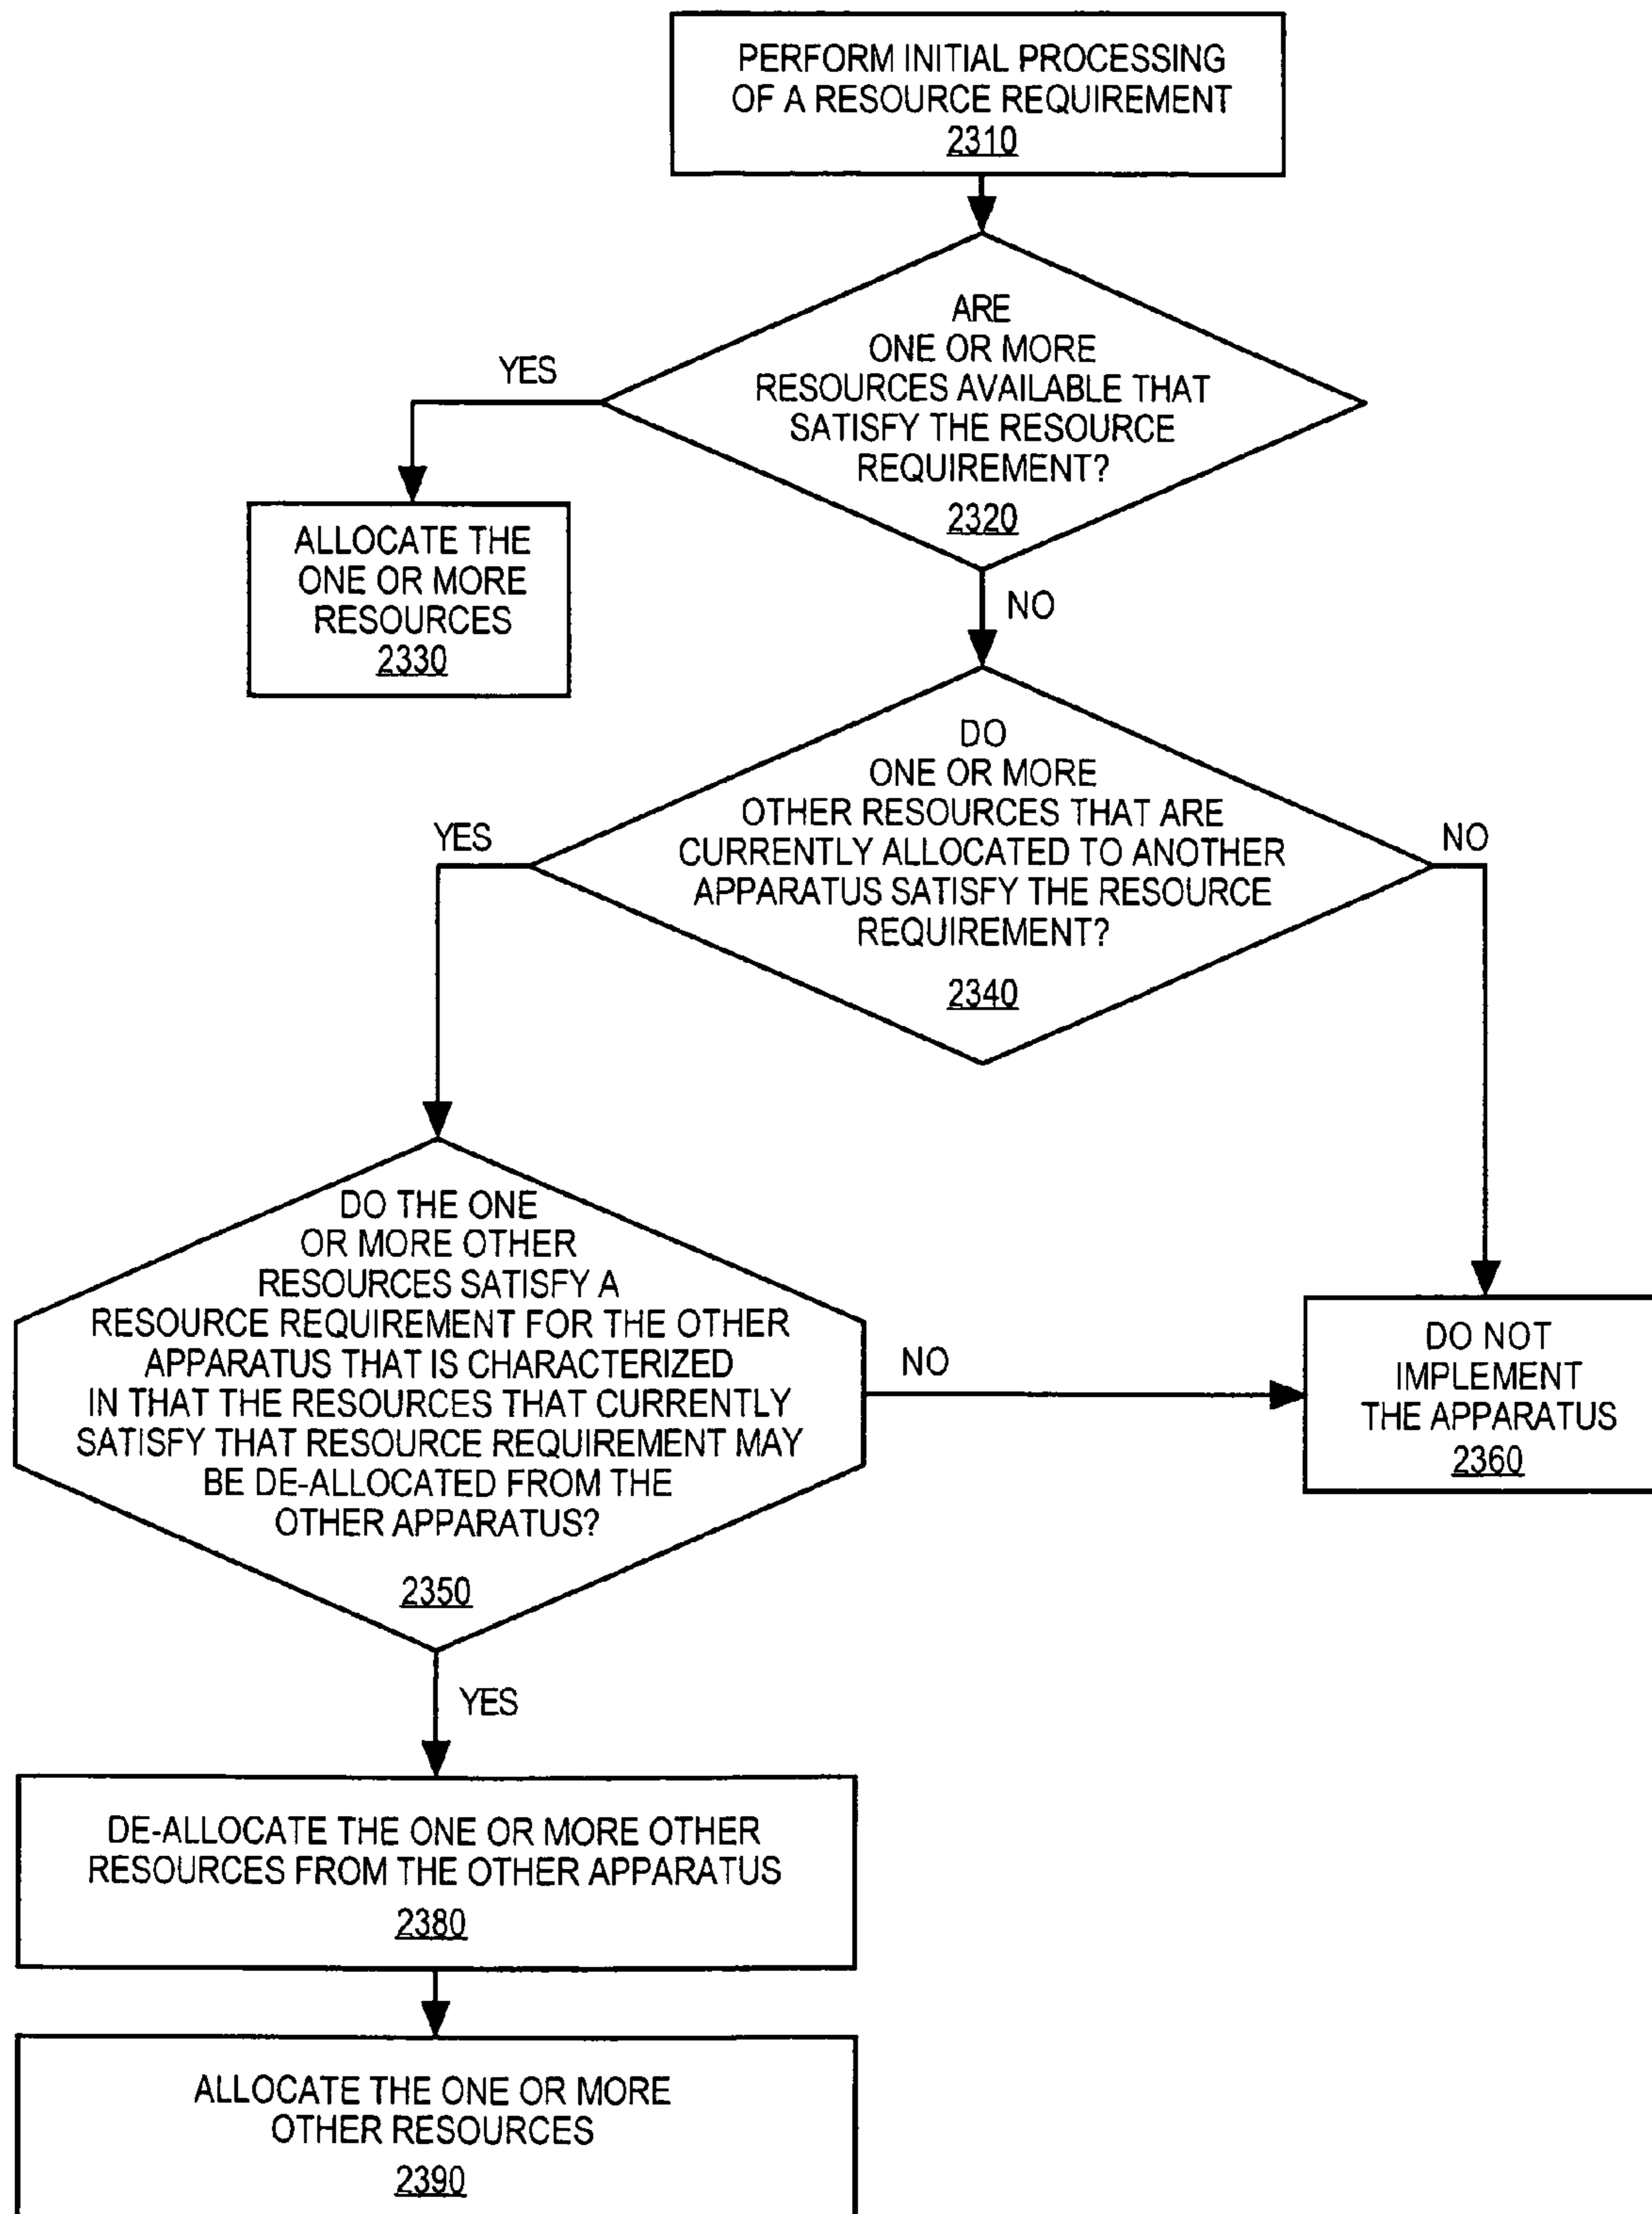 PERFORM INITIAL PROCESSING
OF A RESOURCE REQUIREMENT
2310
ARE
ONE OR MORE
RESOURCES AVAILABLE THAT
SATISFY THE RESOURCE
REQUIREMENT?
2320
YES
ALLOCATE THE
ONE OR MORE
RESOURCES
2330
NO
DO
ONE OR MORE
OTHER RESOURCES THAT ARE
CURRENTLY ALLOCATED TO ANOTHER
APPARATUS SATISFY THE RESOURCE
REQUIREMENT?
2340
YES
NO
DO THE ONE
OR MORE OTHER
RESOURCES SATISFY A
RESOURCE REQUIREMENT FOR THE OTHER
APPARATUS THAT IS CHARACTERIZED
IN THAT THE RESOURCES THAT CURRENTLY
SATISFY THAT RESOURCE REQUIREMENT MAY
BE DE-ALLOCATED FROM THE
OTHER APPARATUS?
2350
NO
DO NOT
IMPLEMENT
THE APPARATUS
2360
YES
DE-ALLOCATE THE ONE OR MORE OTHER
RESOURCES FROM THE OTHER APPARATUS
2380
ALLOCATE THE ONE OR MORE
OTHER RESOURCES
2390